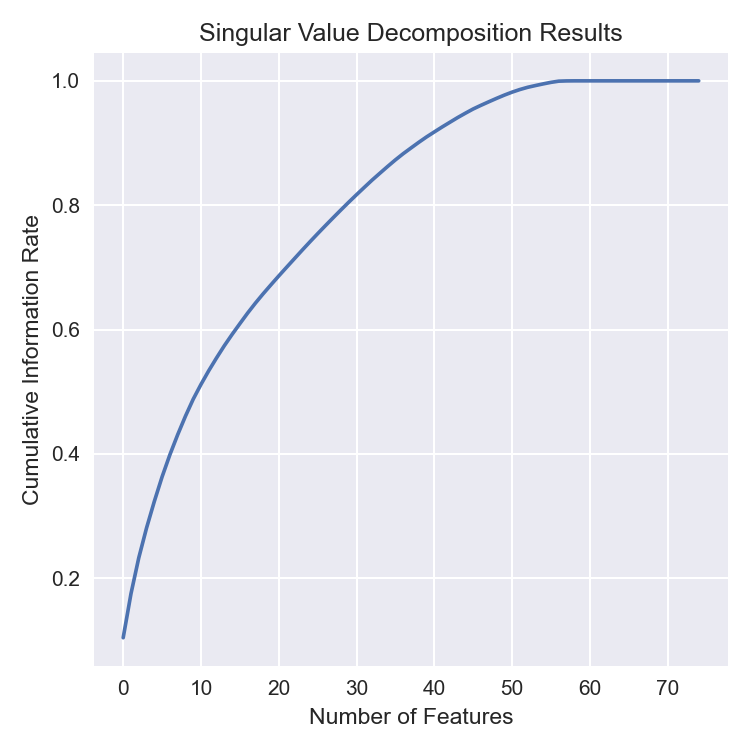 Singular Value Decomposition Results
1.0
0.8
0.6
0.4
0.2
Cumulative Information Rate
0 10 20 30 40 50 60 70
Number of Features